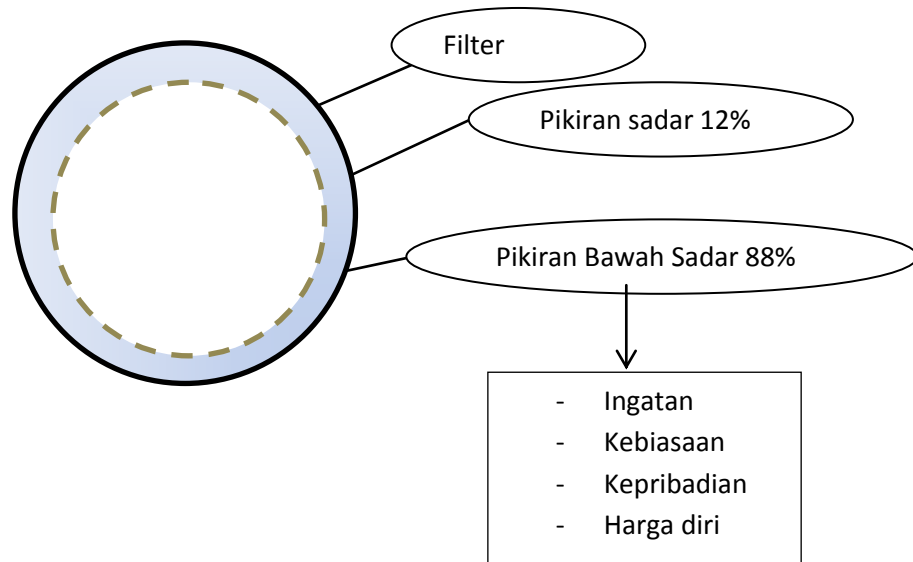 Filter
Pikiran sadar 12%
Pikiran Bawah Sadar 88%
- Ingatan
- Kebiasaan
- Kepribadian
- Harga diri